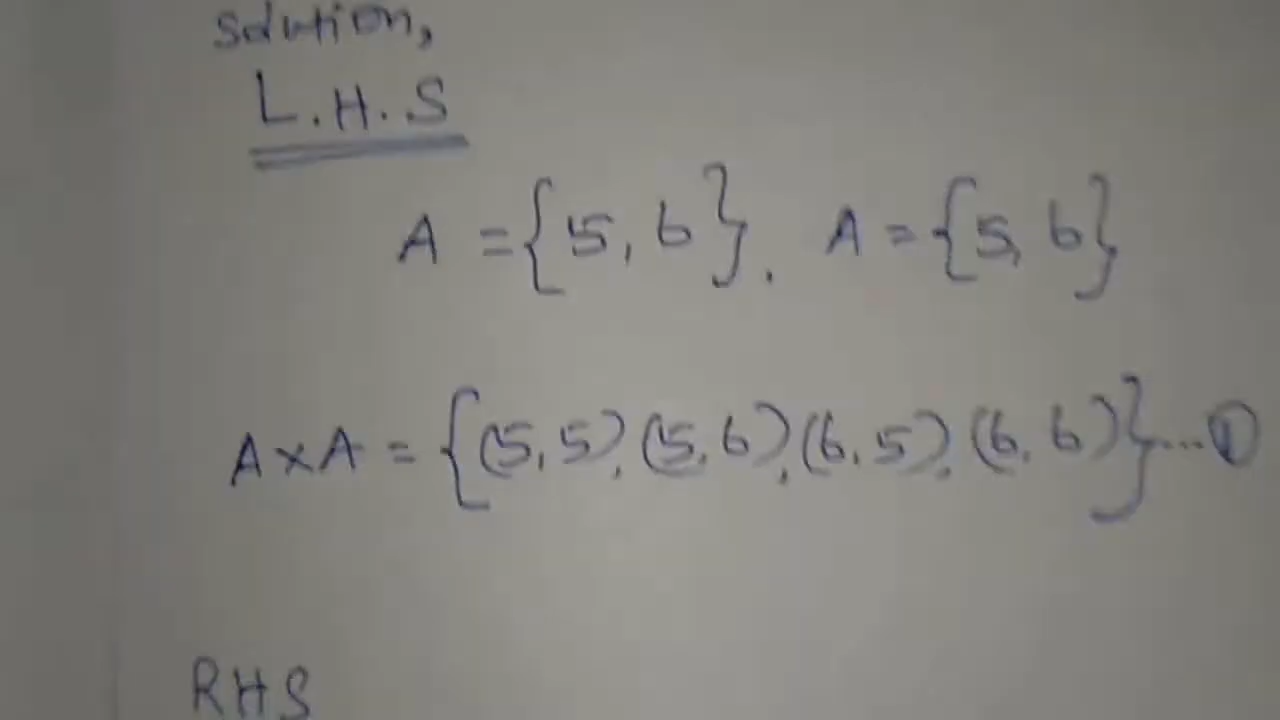 Solution,
L.H.S
A = {5, 6}. A = {5, 6}
A×A = {(5,5),(5,6),(6,5),(6,6)}...①
RHS